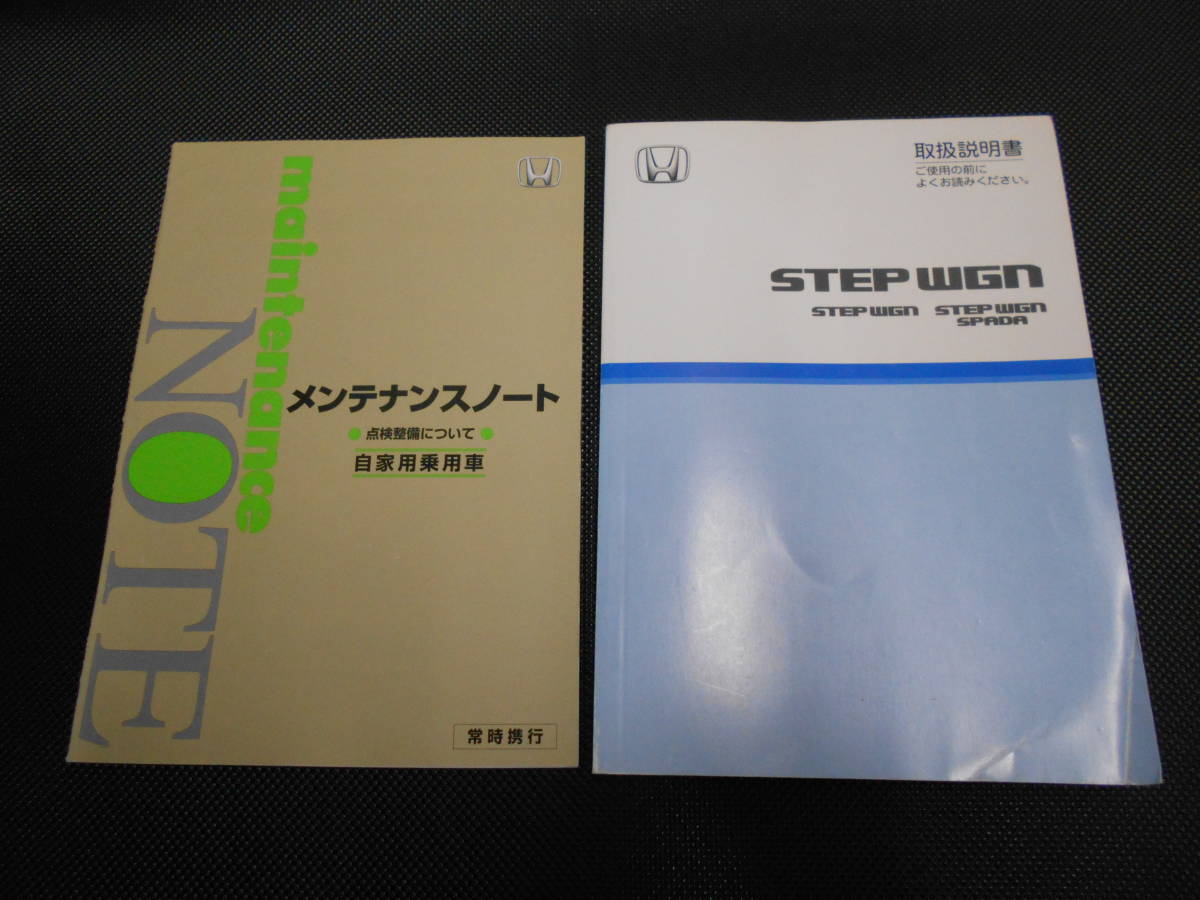 maintenance
NOTE
メンテナンスノート
● 点検整備について ●
自家用乗用車
常時携行
取扱説明書
ご使用の前に
よくお読みください。
STEP WGN
STEP WGN STEP WGN
SPADA